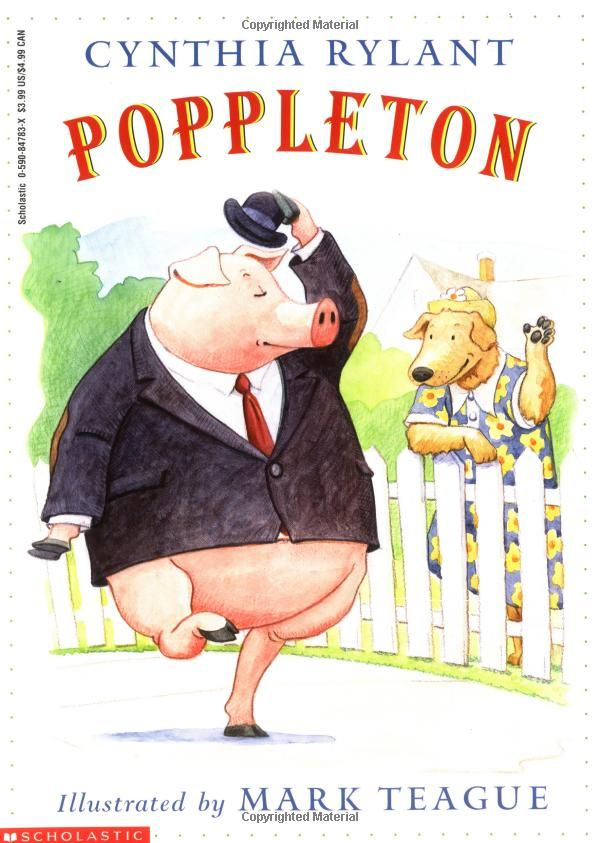 Copyrighted Material
CYNTHIA RYLANT
POPPLETON
Scholastic 0-590-84783-X $3.99 US/$4.99 CAN
Illustrated by MARK TEAGUE
Copyrighted Material
SCHOLASTIC